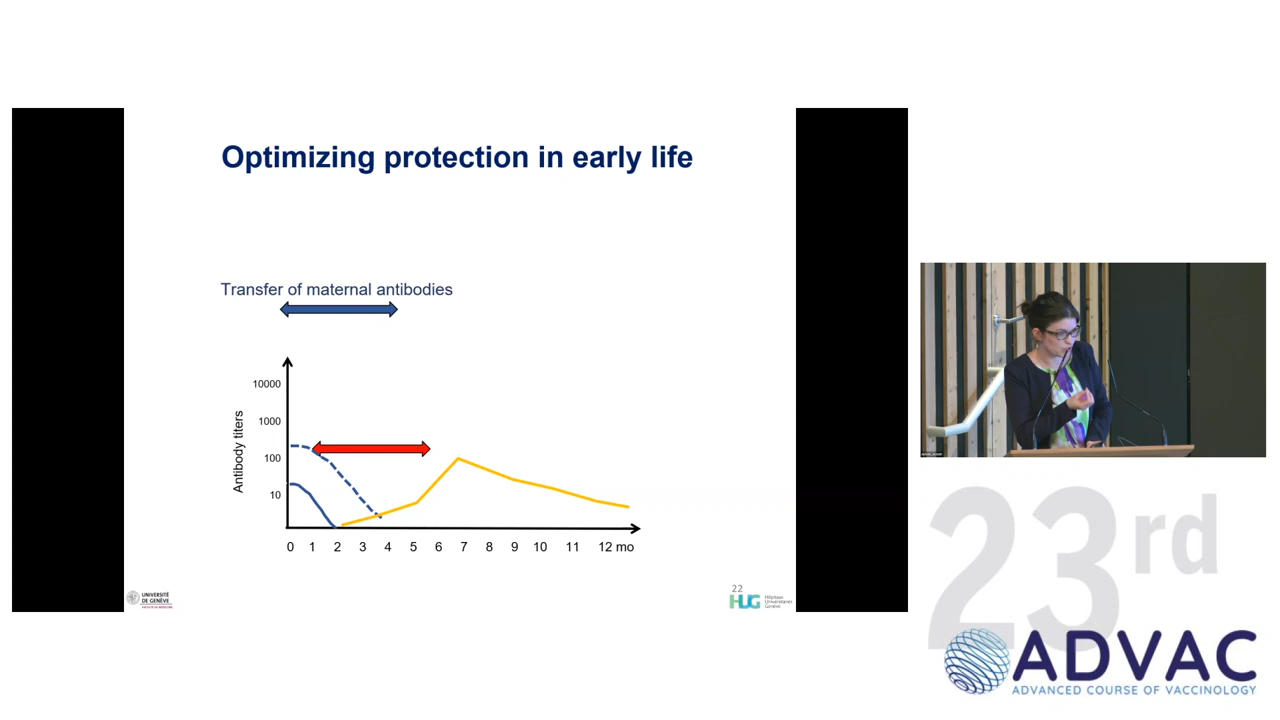 Optimizing protection in early life
Transfer of maternal antibodies
Antibody titers
10000
1000
100
10
0 1 2 3 4 5 6 7 8 9 10 11 12 mo
UNIVERSITÉ
DE GENÈVE
FACULTÉ DE MÉDECINE
22
HUG
Hôpitaux
Universitaires
Genève
23rd
ADVAC
ADVANCED COURSE OF VACCINOLOGY